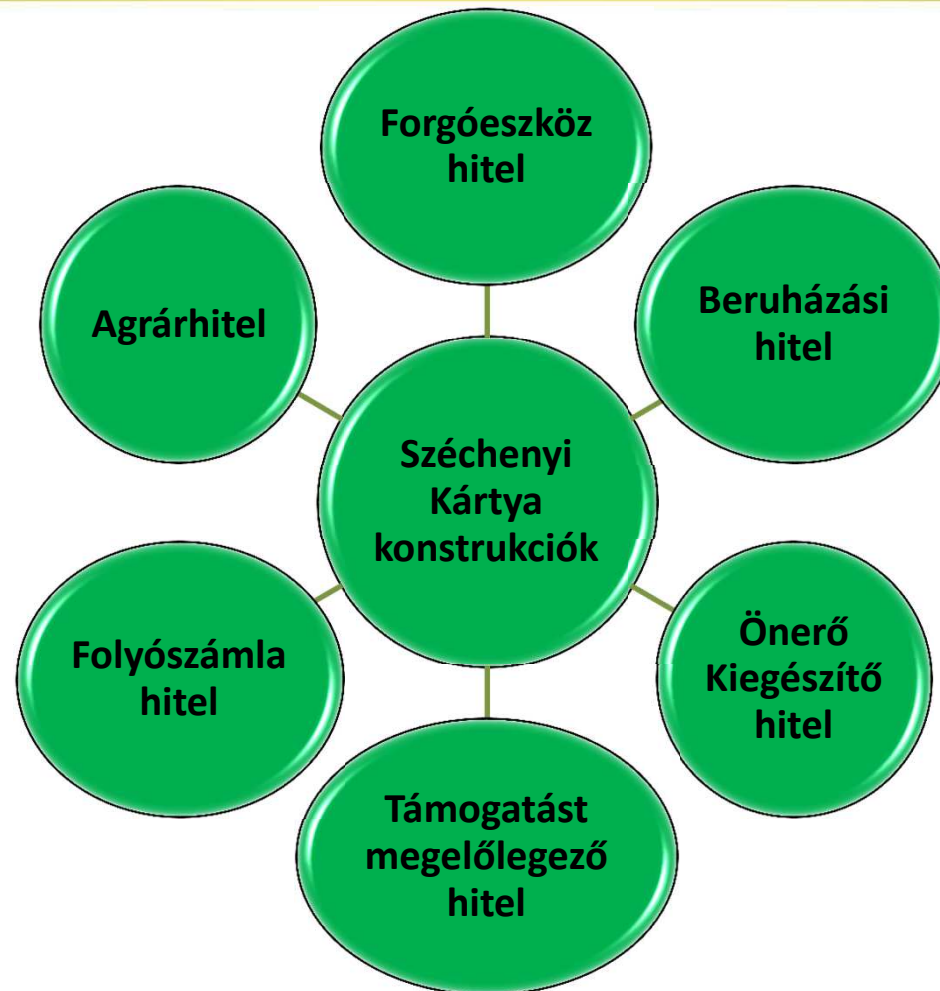 Forgóeszköz
hitel
Beruházási
hitel
Agrárhitel
Széchenyi
Kártya
konstrukciók
Önerő
Kiegészítő
hitel
Folyószámla
hitel
Támogatást
megelőlegező
hitel